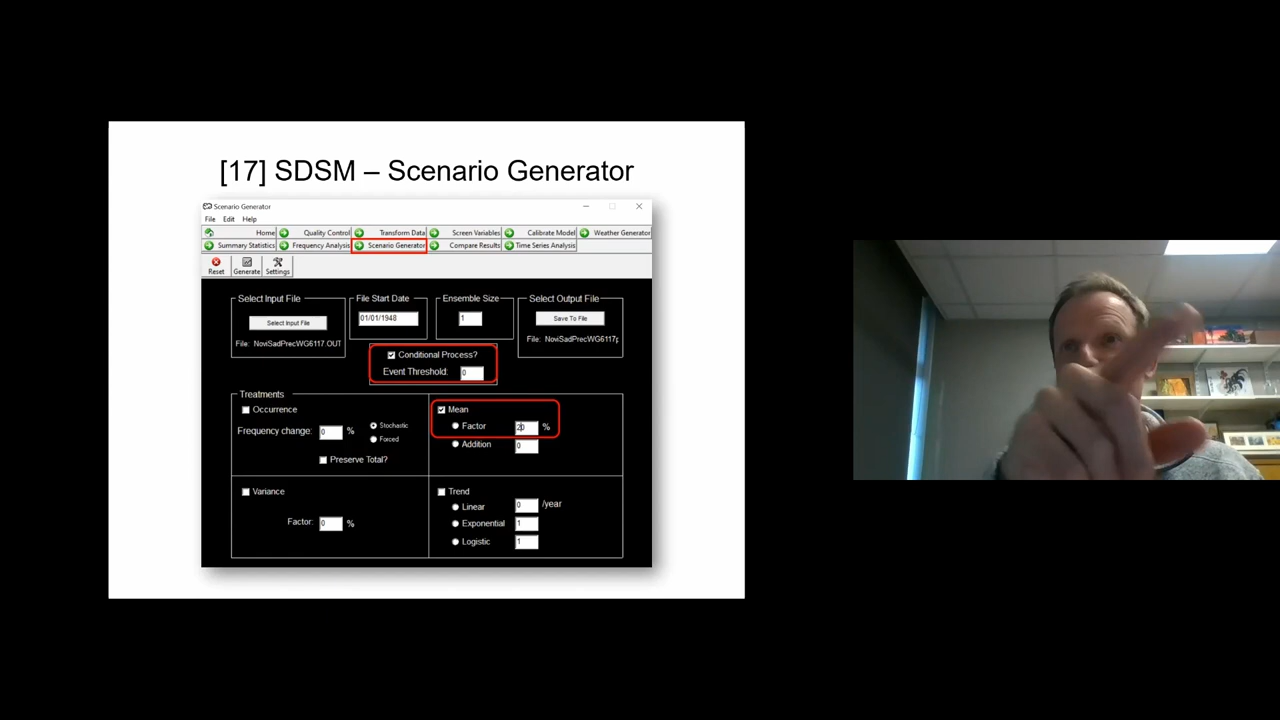 [17] SDSM – Scenario Generator
Scenario Generator
File Edit Help
Home Quality Control Transform Data Screen Variables Calibrate Model Weather Generator
Summary Statistics Frequency Analysis Scenario Generator Compare Results Time Series Analysis
Reset Generate Settings
Select Input File File Start Date Ensemble Size Select Output File
Select Input File 01/01/1948 1 Save To File
File: NoviSadPrecWG6117.OUT File: NoviSadPrecWG6117p
Conditional Process?
Event Threshold: 0
Treatments
Occurrence
Frequency change: 0 % Stochastic
Forced
Preserve Total?
Mean
Factor 20 %
Addition 0
Variance
Factor: 0 %
Trend
Linear 0 /year
Exponential 1
Logistic 1